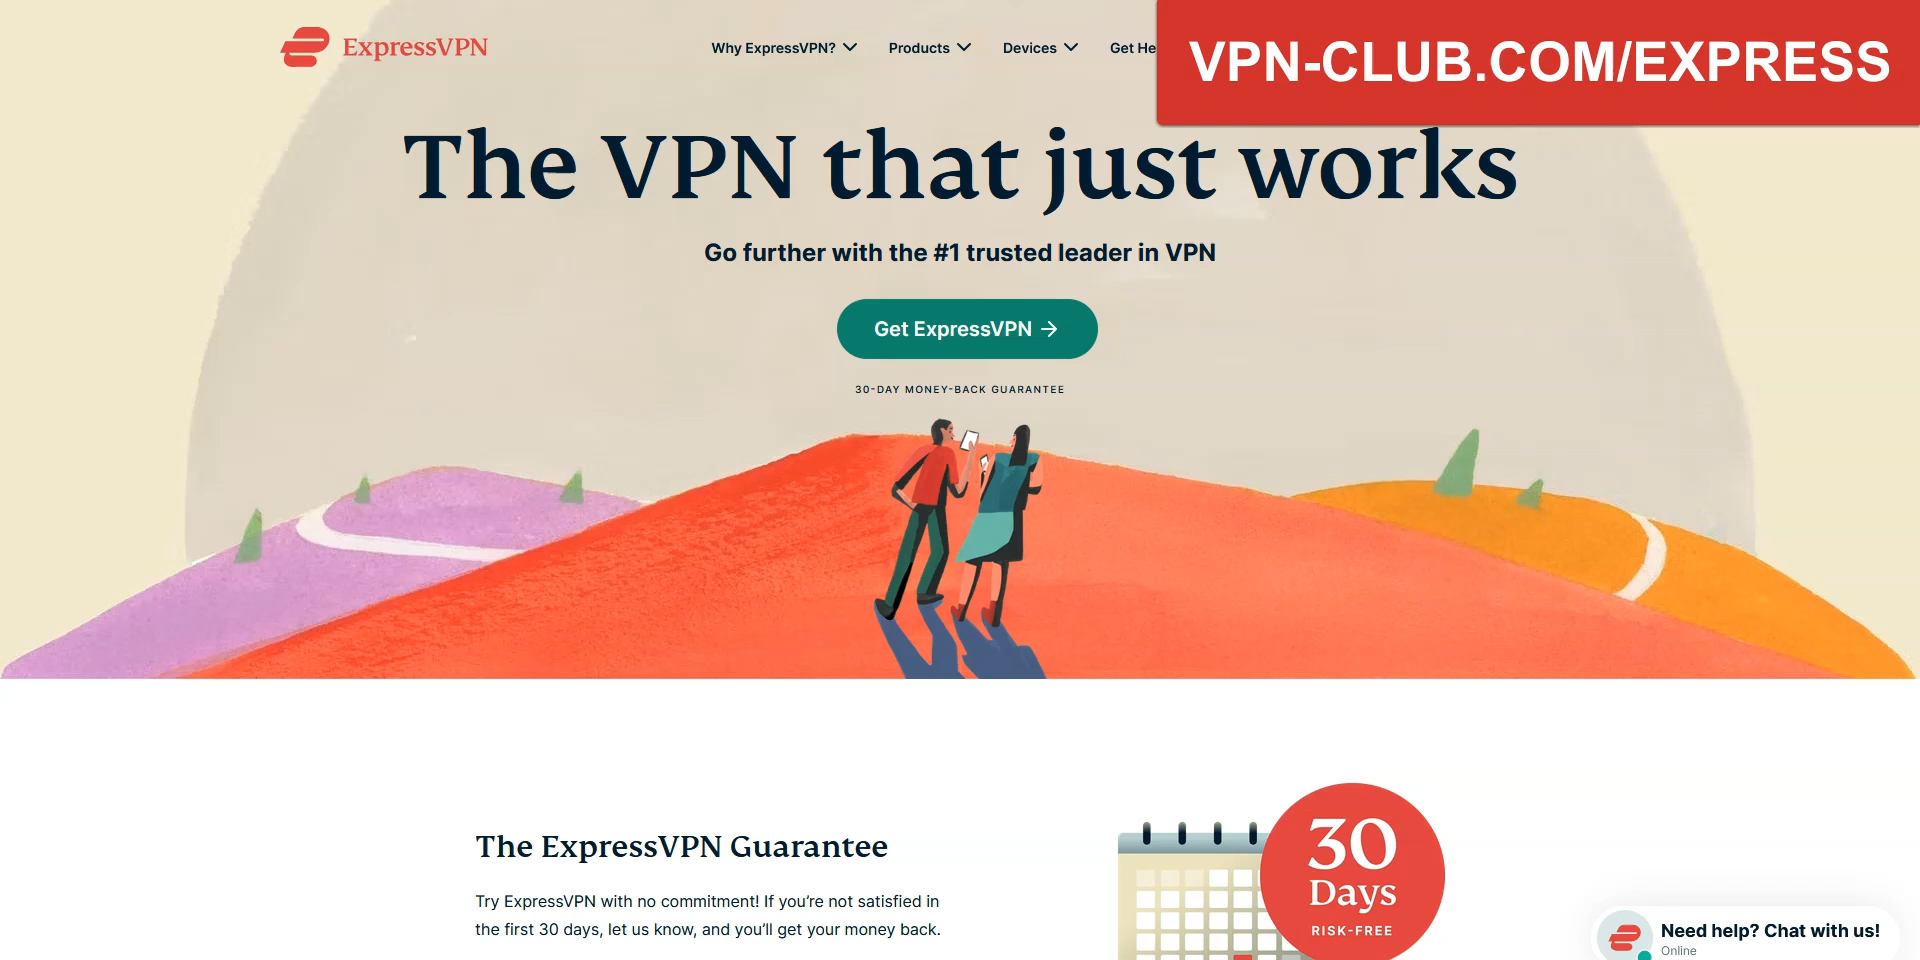 ExpressVPN
Why ExpressVPN?
Products
Devices
Get He
VPN-CLUB.COM/EXPRESS
The VPN that just works
Go further with the #1 trusted leader in VPN
Get ExpressVPN →
30-DAY MONEY-BACK GUARANTEE
The ExpressVPN Guarantee
Try ExpressVPN with no commitment! If you’re not satisfied in
the first 30 days, let us know, and you’ll get your money back.
30
Days
RISK-FREE
Need help? Chat with us!
Online